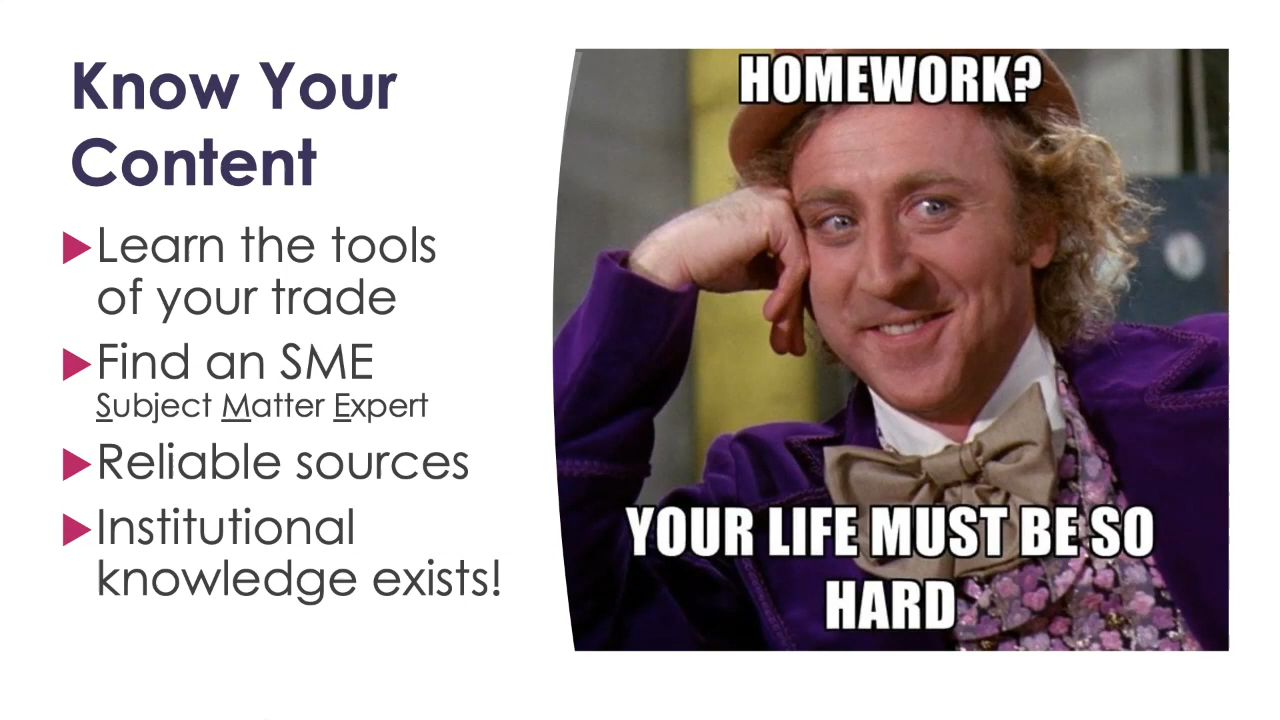 Know Your
Content
Learn the tools
of your trade
Find an SME
Subject Matter Expert
Reliable sources
Institutional
knowledge exists!
HOMEWORK?
YOUR LIFE MUST BE SO
HARD